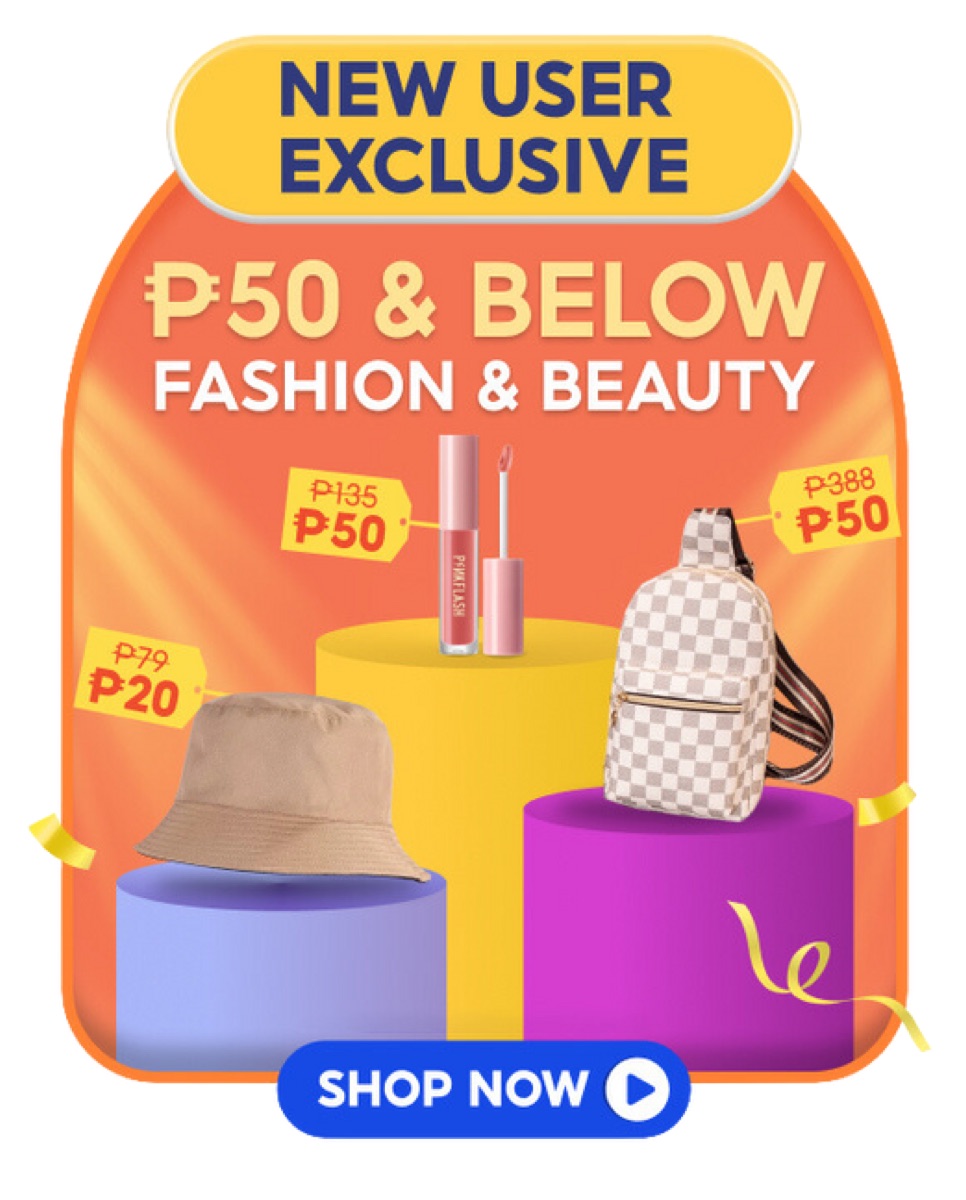 NEW USER
EXCLUSIVE
₱50 & BELOW
FASHION & BEAUTY
₱135
₱50
₱388
₱50
PINKFLASH
₱79
₱20
SHOP NOW